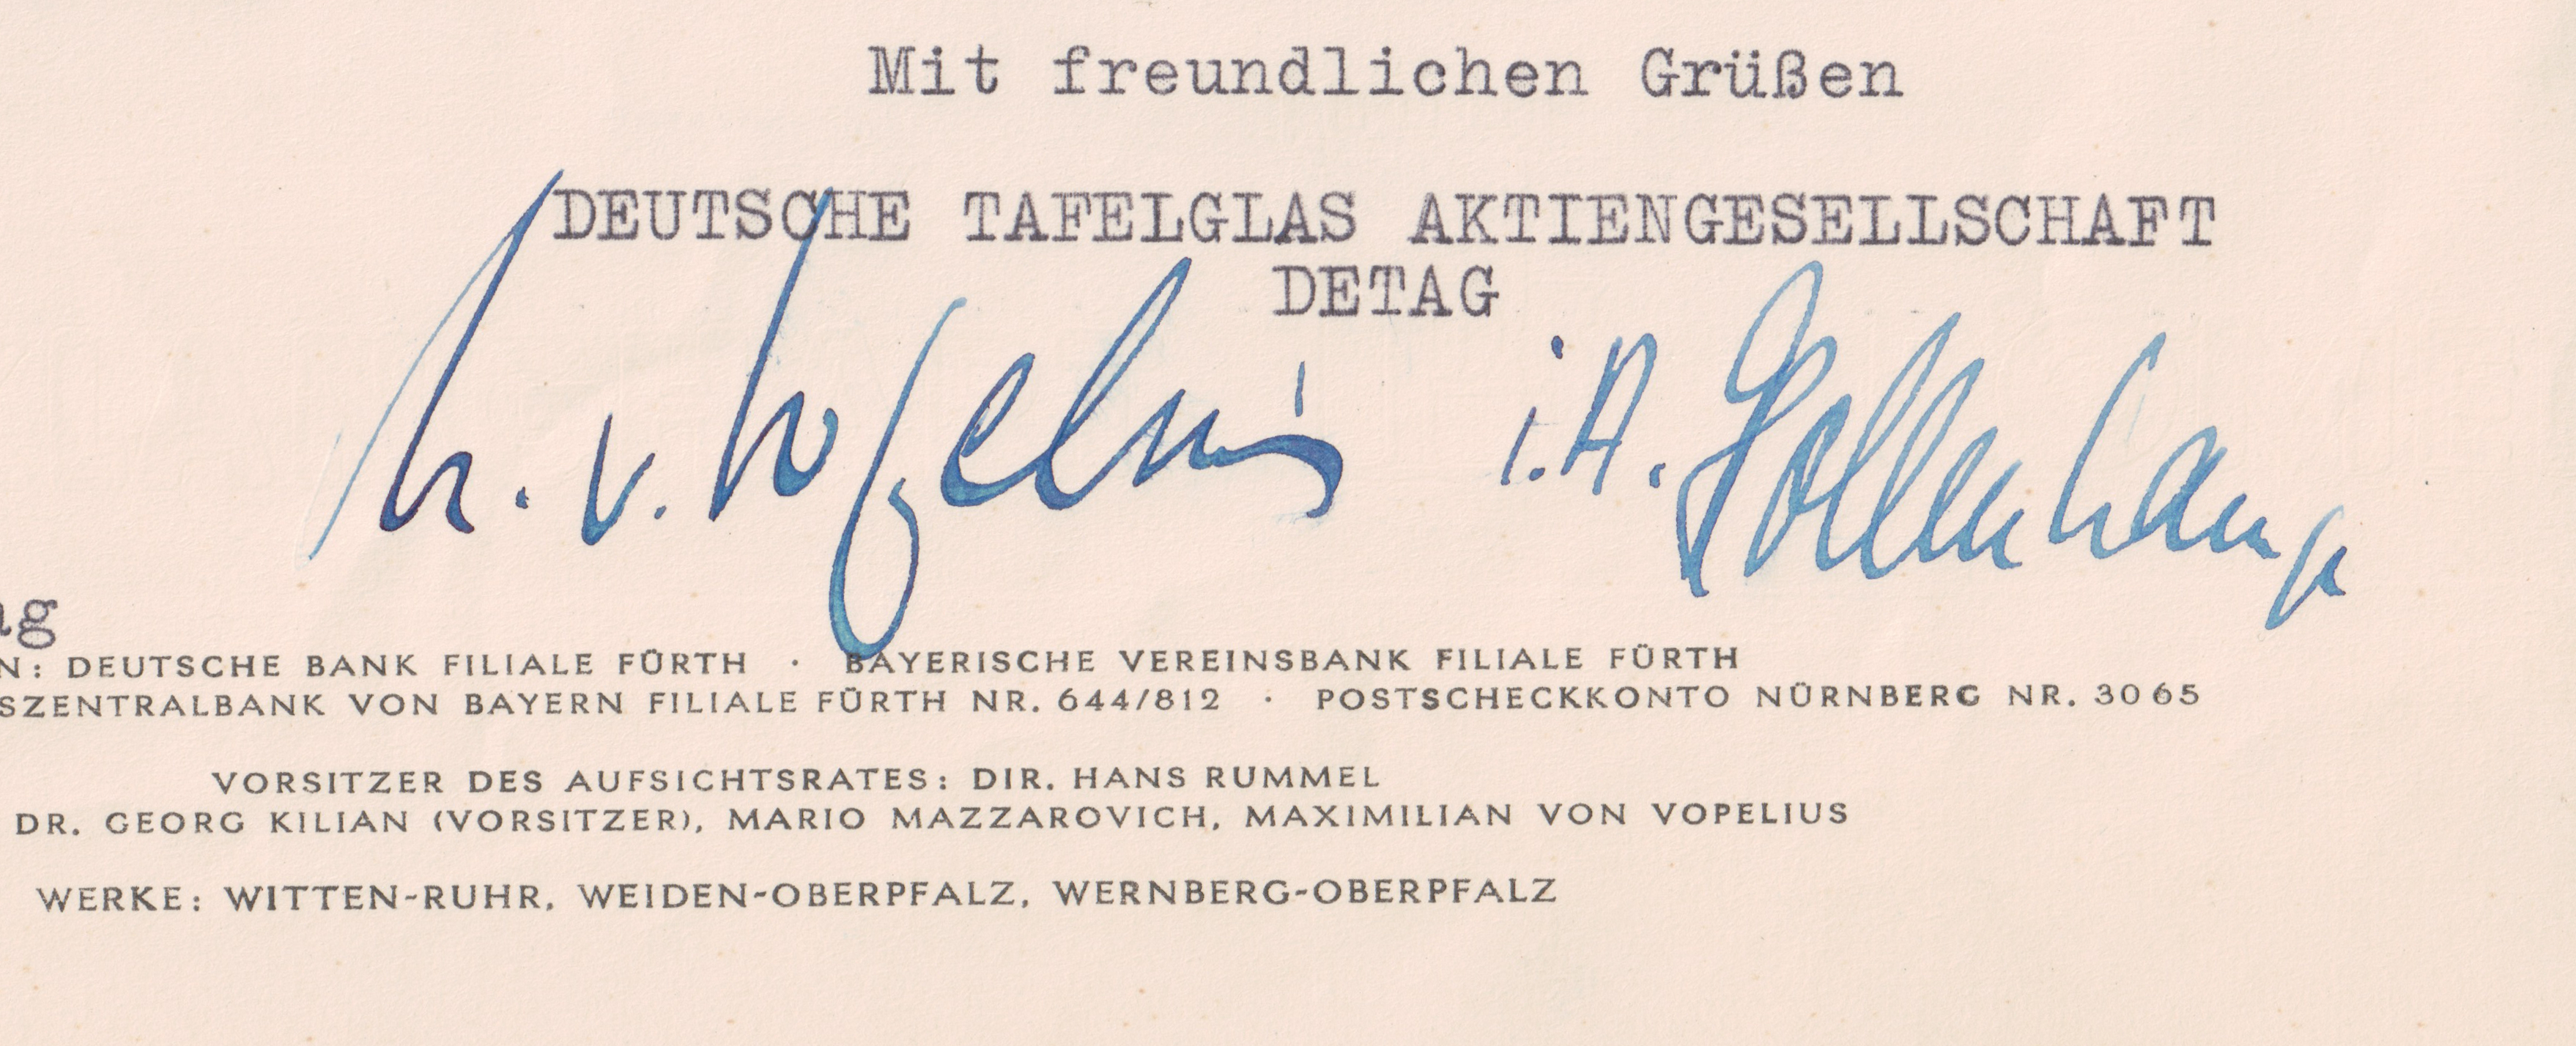 Mit freundlichen Grüßen
DEUTSCHE TAFELGLAS AKTIENGESELLSCHAFT
DETAG
v. Vopelius i.A.
ng
N: DEUTSCHE BANK FILIALE FÜRTH · BAYERISCHE VEREINSBANK FILIALE FÜRTH
SZENTRALBANK VON BAYERN FILIALE FÜRTH NR. 644/812 · POSTSCHECKKONTO NÜRNBERG NR. 3065
VORSITZER DES AUFSICHTSRATES: DIR. HANS RUMMEL
DR. GEORG KILIAN (VORSITZER), MARIO MAZZAROVICH, MAXIMILIAN VON VOPELIUS
WERKE: WITTEN-RUHR, WEIDEN-OBERPFALZ, WERNBERG-OBERPFALZ